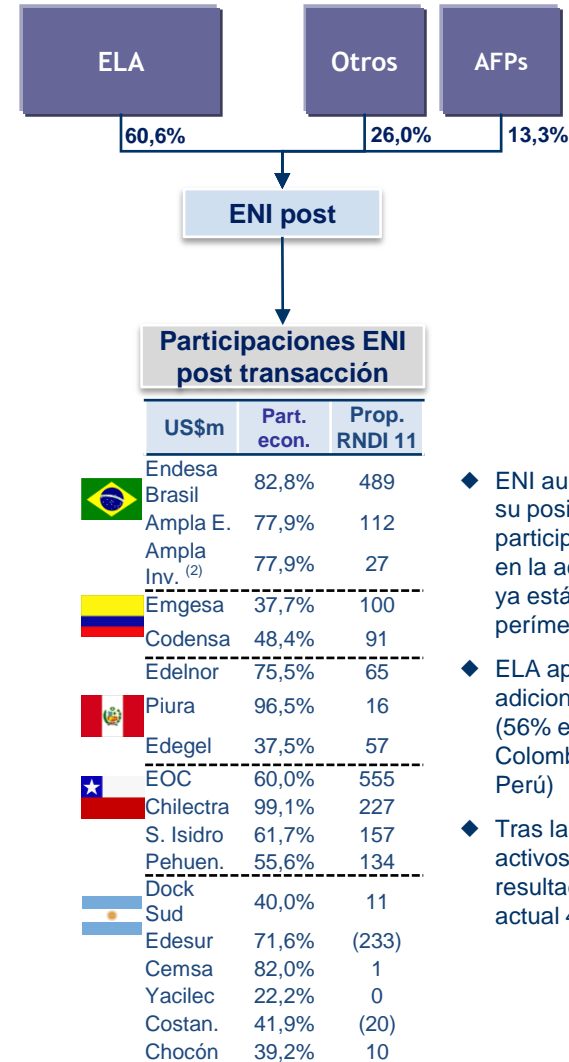 ELA
Otros
AFPs
60,6%
26,0%
13,3%
ENI post
Participaciones ENI
post transacción
US$m Part. econ. Prop. RNDI 11
Endesa Brasil 82,8% 489
Ampla E. 77,9% 112
Ampla Inv. (2) 77,9% 27
Emgesa 37,7% 100
Codensa 48,4% 91
Edelnor 75,5% 65
Piura 96,5% 16
Edegel 37,5% 57
EOC 60,0% 555
Chilectra 99,1% 227
S. Isidro 61,7% 157
Pehuen. 55,6% 134
Dock Sud 40,0% 11
Edesur 71,6% (233)
Cemsa 82,0% 1
Yacilec 22,2% 0
Costan. 41,9% (20)
Chocón 39,2% 10
◆ ENI au
su posi
particip
en la a
ya está
períme
◆ ELA ap
adicion
(56% e
Colomb
Perú)
◆ Tras la
activos
resulta
actual 4